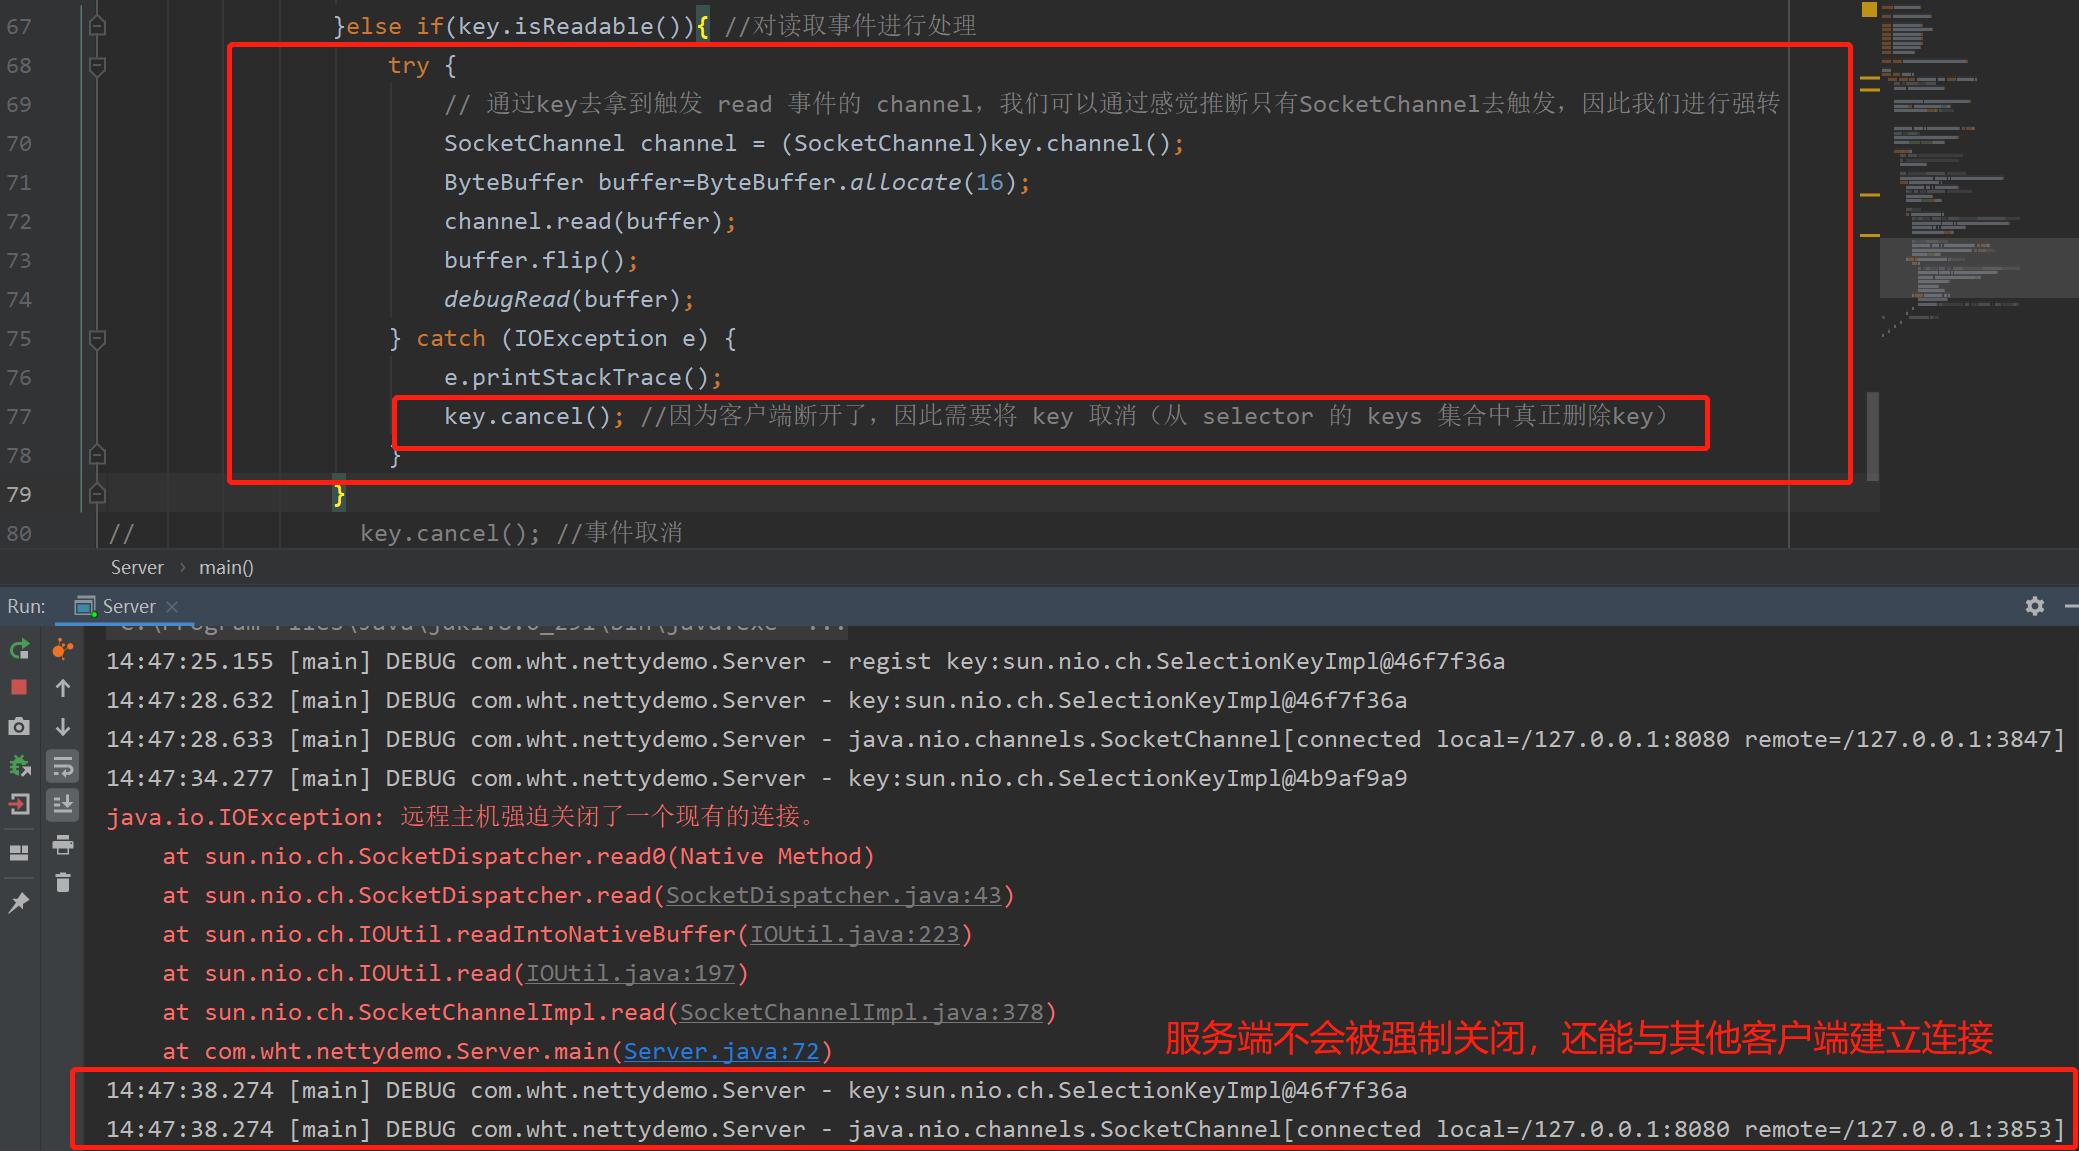 67 }else if(key.isReadable()){ //对读取事件进行处理
68 try {
69 // 通过key去拿到触发 read 事件的 channel，我们可以通过感觉推断只有SocketChannel去触发，因此我们进行强转
70 SocketChannel channel = (SocketChannel)key.channel();
71 ByteBuffer buffer=ByteBuffer.allocate(16);
72 channel.read(buffer);
73 buffer.flip();
74 debugRead(buffer);
75 } catch (IOException e) {
76 e.printStackTrace();
77 key.cancel(); //因为客户端断开了，因此需要将 key 取消（从 selector 的 keys 集合中真正删除key）
78 }
79 }
80 // key.cancel(); //事件取消
Server › main()
Run: Server
14:47:25.155 [main] DEBUG com.wht.nettydemo.Server - regist key:sun.nio.ch.SelectionKeyImpl@46f7f36a
14:47:28.632 [main] DEBUG com.wht.nettydemo.Server - key:sun.nio.ch.SelectionKeyImpl@46f7f36a
14:47:28.633 [main] DEBUG com.wht.nettydemo.Server - java.nio.channels.SocketChannel[connected local=/127.0.0.1:8080 remote=/127.0.0.1:3847]
14:47:34.277 [main] DEBUG com.wht.nettydemo.Server - key:sun.nio.ch.SelectionKeyImpl@4b9af9a9
java.io.IOException: 远程主机强迫关闭了一个现有的连接。
at sun.nio.ch.SocketDispatcher.read0(Native Method)
at sun.nio.ch.SocketDispatcher.read(SocketDispatcher.java:43)
at sun.nio.ch.IOUtil.readIntoNativeBuffer(IOUtil.java:223)
at sun.nio.ch.IOUtil.read(IOUtil.java:197)
at sun.nio.ch.SocketChannelImpl.read(SocketChannelImpl.java:378)
at com.wht.nettydemo.Server.main(Server.java:72)
服务端不会被强制关闭，还能与其他客户端建立连接
14:47:38.274 [main] DEBUG com.wht.nettydemo.Server - key:sun.nio.ch.SelectionKeyImpl@46f7f36a
14:47:38.274 [main] DEBUG com.wht.nettydemo.Server - java.nio.channels.SocketChannel[connected local=/127.0.0.1:8080 remote=/127.0.0.1:3853]